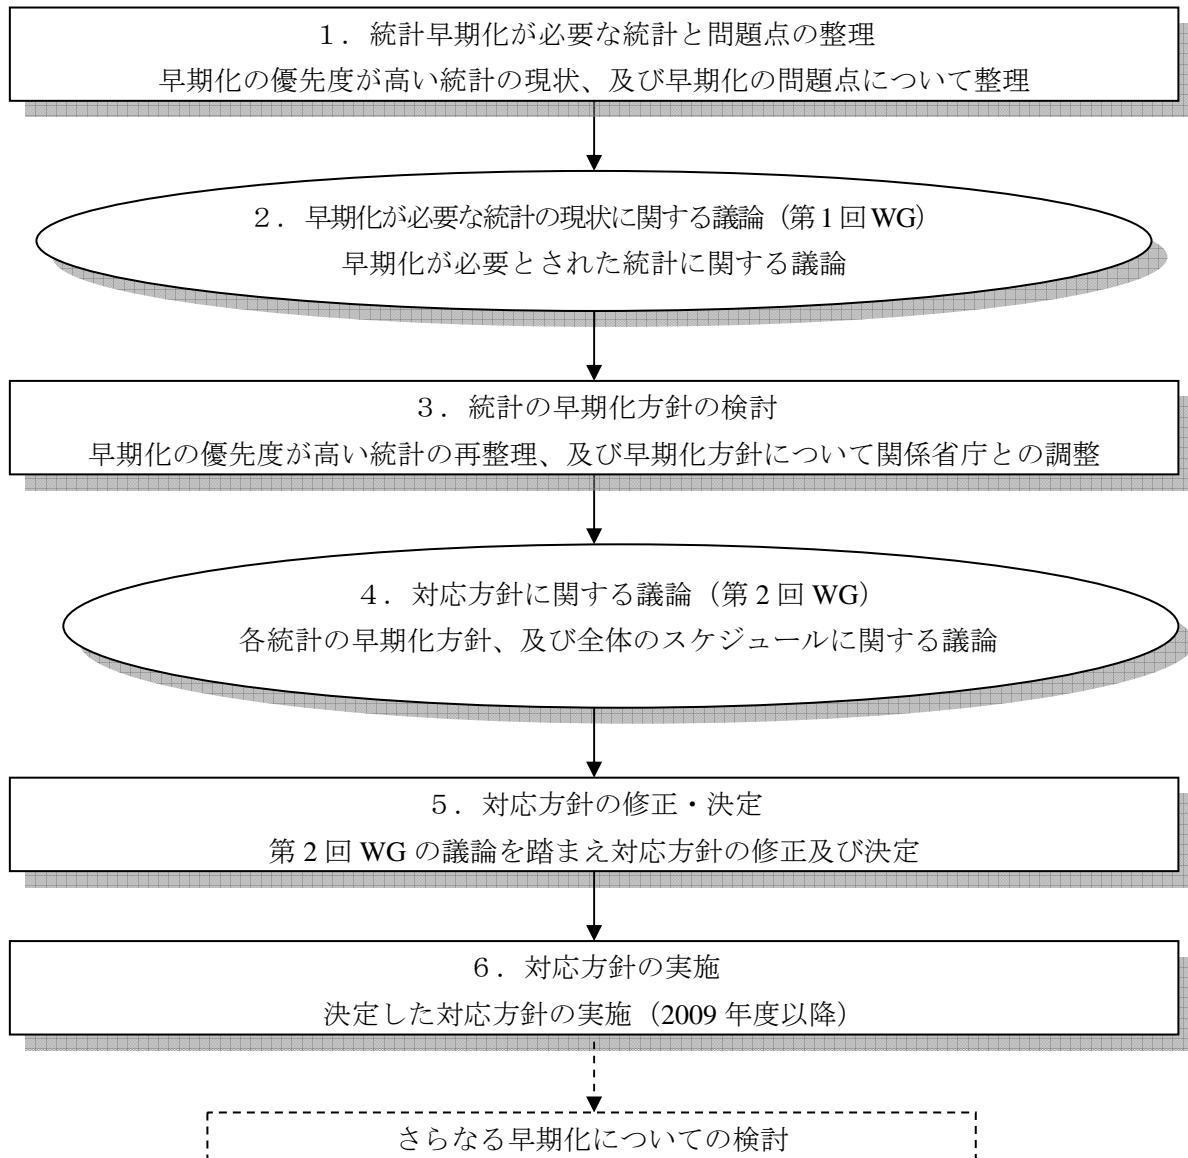 １．統計早期化が必要な統計と問題点の整理
早期化の優先度が高い統計の現状、及び早期化の問題点について整理
２．早期化が必要な統計の現状に関する議論（第１回 WG）
早期化が必要とされた統計に関する議論
３．統計の早期化方針の検討
早期化の優先度が高い統計の再整理、及び早期化方針について関係省庁との調整
４．対応方針に関する議論（第 2 回 WG）
各統計の早期化方針、及び全体のスケジュールに関する議論
５．対応方針の修正・決定
第 2 回 WG の議論を踏まえ対応方針の修正及び決定
６．対応方針の実施
決定した対応方針の実施（2009 年度以降）
さらなる早期化についての検討